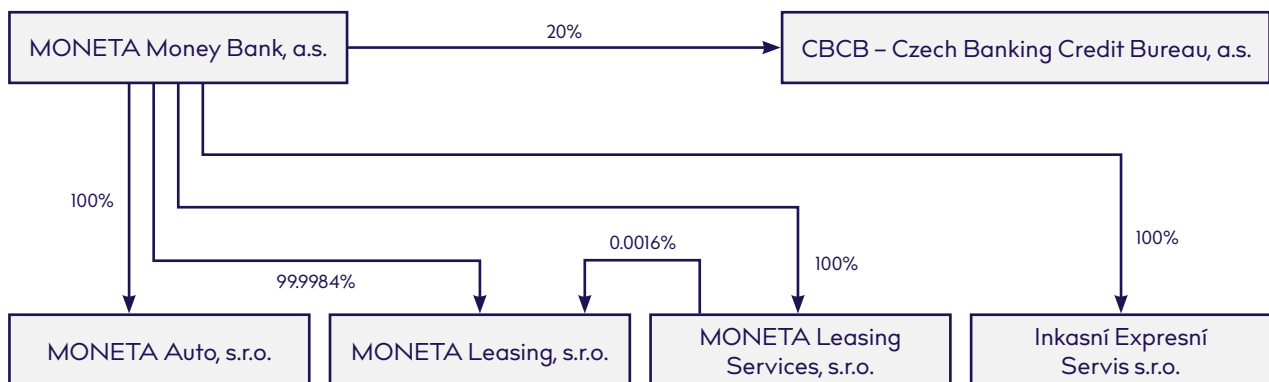 MONETA Money Bank, a.s.
20%
CBCB – Czech Banking Credit Bureau, a.s.
100%
99.9984%
0.0016%
100%
100%
MONETA Auto, s.r.o.
MONETA Leasing, s.r.o.
MONETA Leasing
Services, s.r.o.
Inkasní Expresní
Servis s.r.o.